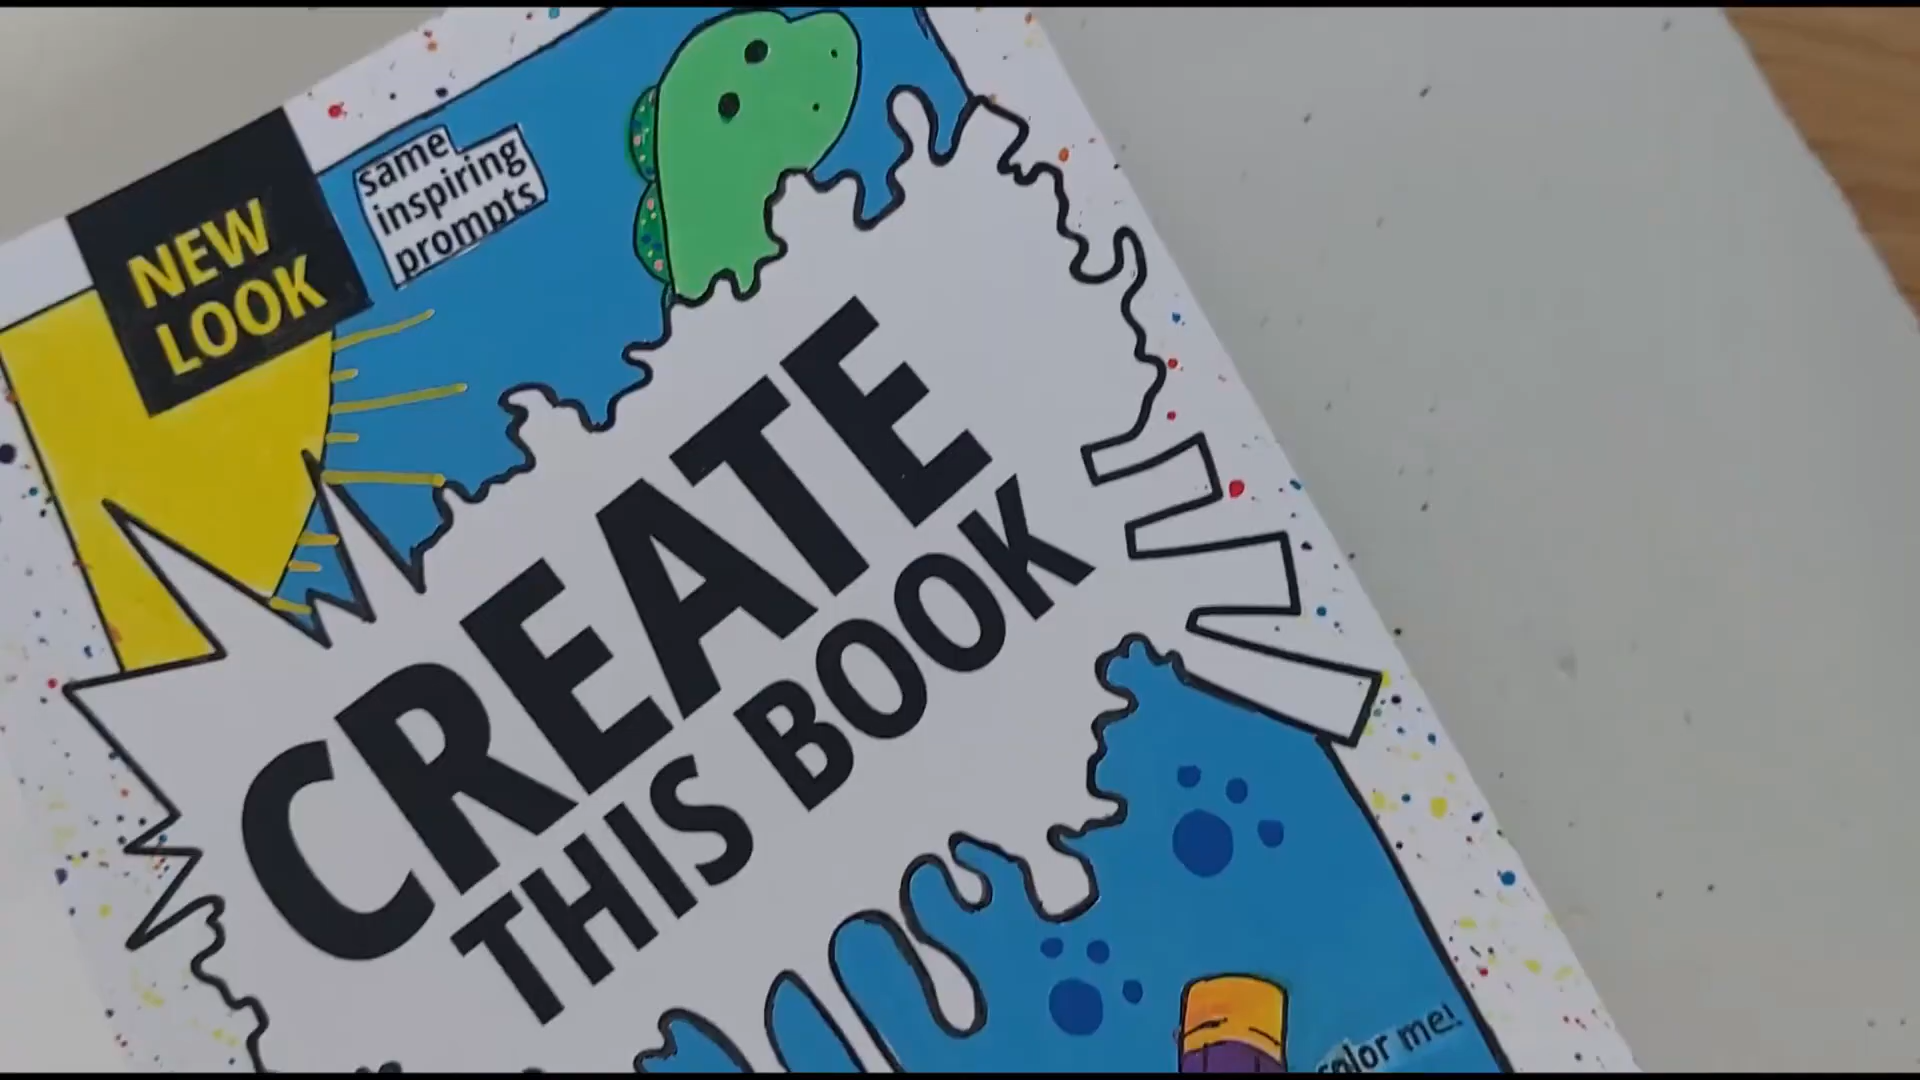 NEW
LOOK
same
inspiring
prompts
CREATE
THIS BOOK
color me!